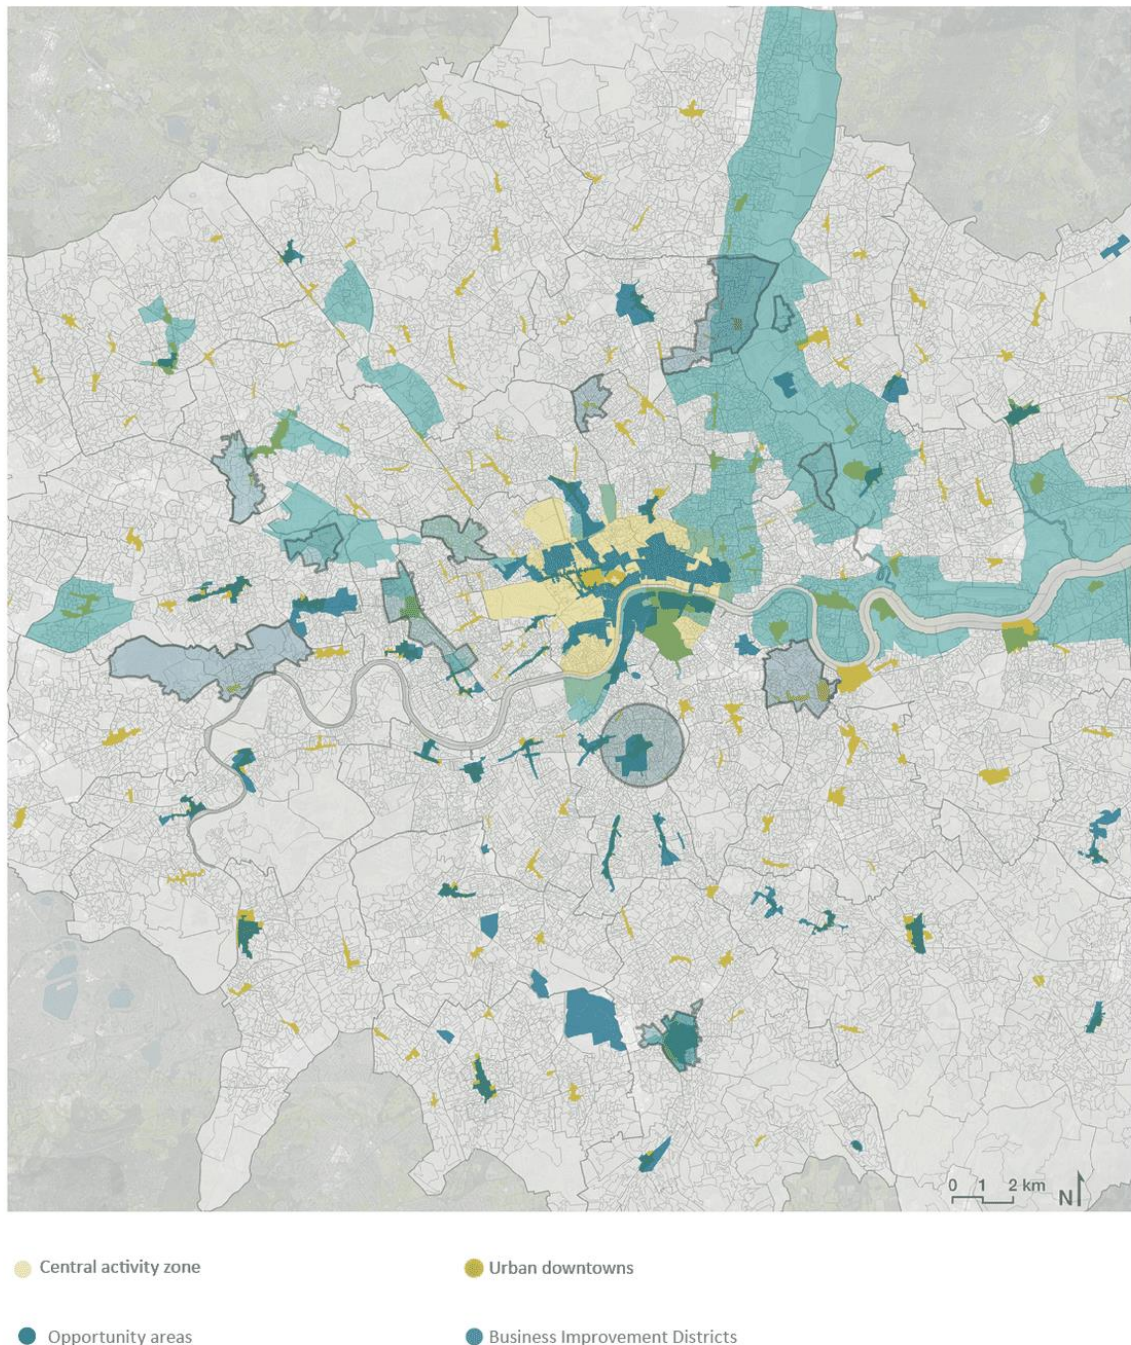 0 1 2 km N
Central activity zone
Urban downtowns
Opportunity areas
Business Improvement Districts